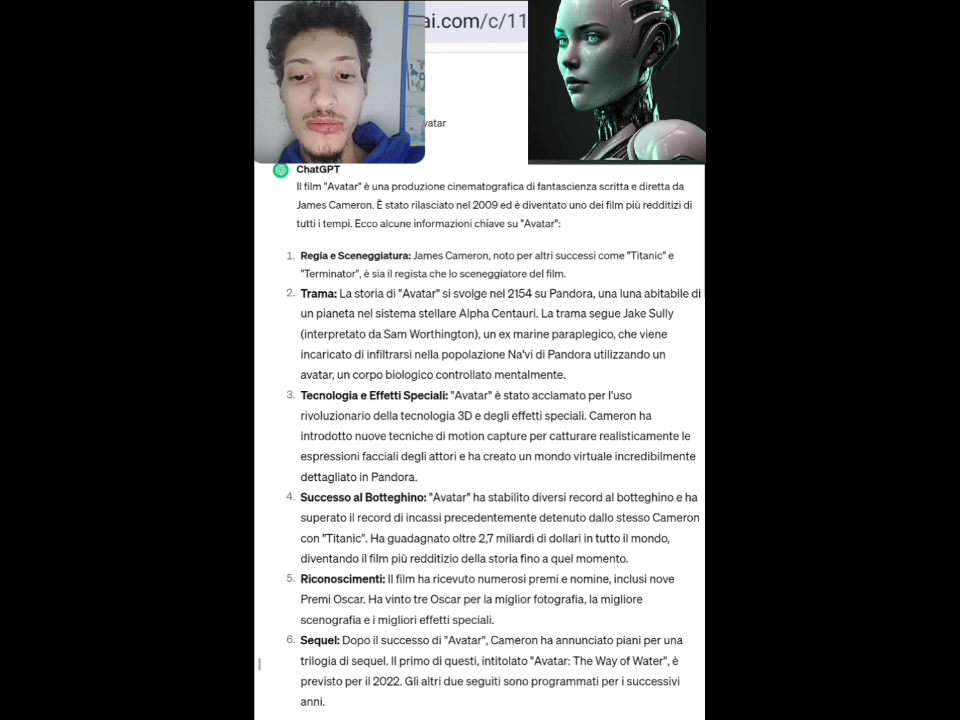 ai.com/c/11
vatar
ChatGPT
Il film "Avatar" è una produzione cinematografica di fantascienza scritta e diretta da
James Cameron. È stato rilasciato nel 2009 ed è diventato uno dei film più redditizi di
tutti i tempi. Ecco alcune informazioni chiave su "Avatar":
1. Regia e Sceneggiatura: James Cameron, noto per altri successi come "Titanic" e
"Terminator", è sia il regista che lo sceneggiatore del film.
2. Trama: La storia di "Avatar" si svolge nel 2154 su Pandora, una luna abitabile di
un pianeta nel sistema stellare Alpha Centauri. La trama segue Jake Sully
(interpretato da Sam Worthington), un ex marine paraplegico, che viene
incaricato di infiltrarsi nella popolazione Na'vi di Pandora utilizzando un
avatar, un corpo biologico controllato mentalmente.
3. Tecnologia e Effetti Speciali: "Avatar" è stato acclamato per l'uso
rivoluzionario della tecnologia 3D e degli effetti speciali. Cameron ha
introdotto nuove tecniche di motion capture per catturare realisticamente le
espressioni facciali degli attori e ha creato un mondo virtuale incredibilmente
dettagliato in Pandora.
4. Successo al Botteghino: "Avatar" ha stabilito diversi record al botteghino e ha
superato il record di incassi precedentemente detenuto dallo stesso Cameron
con "Titanic". Ha guadagnato oltre 2,7 miliardi di dollari in tutto il mondo,
diventando il film più redditizio della storia fino a quel momento.
5. Riconoscimenti: Il film ha ricevuto numerosi premi e nomine, inclusi nove
Premi Oscar. Ha vinto tre Oscar per la miglior fotografia, la migliore
scenografia e i migliori effetti speciali.
6. Sequel: Dopo il successo di "Avatar", Cameron ha annunciato piani per una
trilogia di sequel. Il primo di questi, intitolato "Avatar: The Way of Water", è
previsto per il 2022. Gli altri due seguiti sono programmati per i successivi
anni.